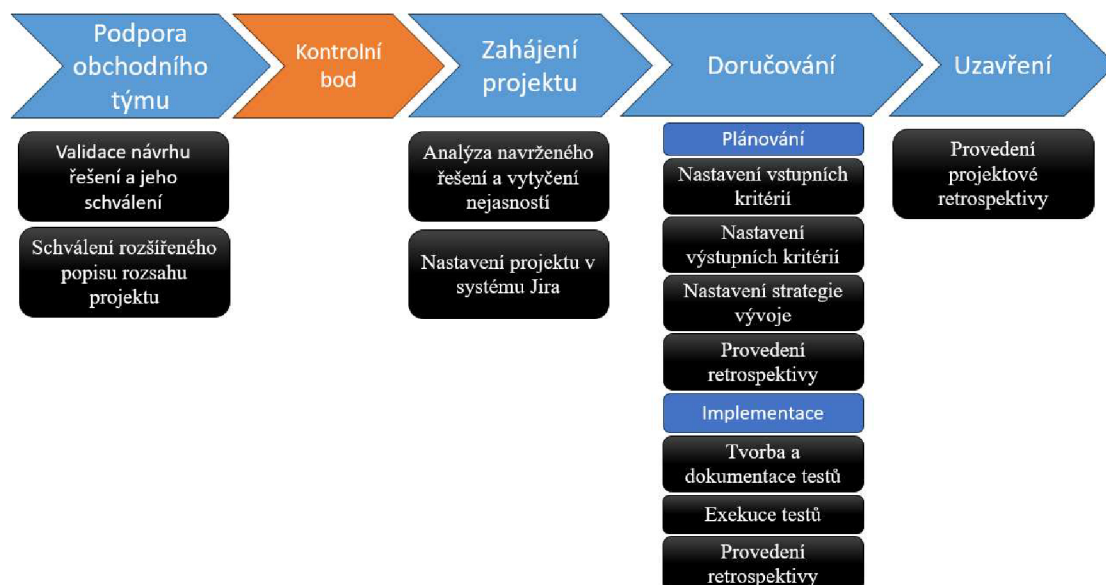 Podpora
obchodního
týmu
Kontrolní
bod
Zahájení
projektu
Doručování
Uzavření
Validace návrhu
řešení a jeho
schválení
Schválení rozšířeného
popisu rozsahu
projektu
Analýza navrženého
řešení a vytyčení
nejasností
Nastavení projektu v
systému Jira
Plánování
Nastavení vstupních
kritérií
Nastavení
výstupních kritérií
Nastavení strategie
vývoje
Provedení
retrospektivy
Implementace
Tvorba a
dokumentace testů
Exekuce testů
Provedení
retrospektivy
Provedení
projektové
retrospektivy